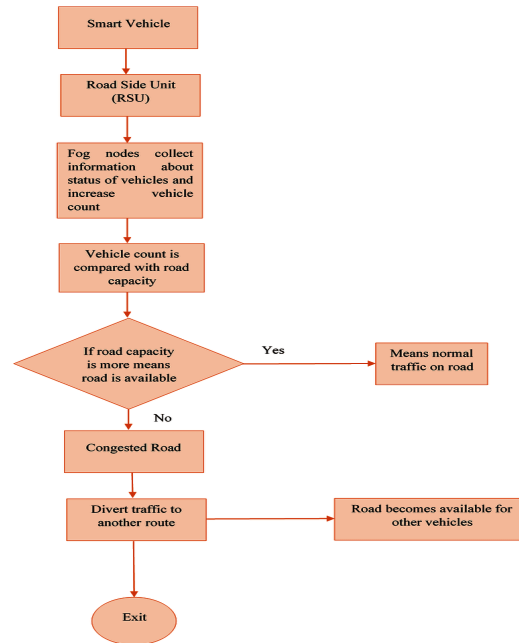 Smart Vehicle
Road Side Unit
(RSU)
Fog nodes collect
information about
status of vehicles and
increase vehicle
count
Vehicle count is
compared with road
capacity
If road capacity
is more means
road is available
Yes
Means normal
traffic on road
No
Congested Road
Divert traffic to
another route
Road becomes available for
other vehicles
Exit